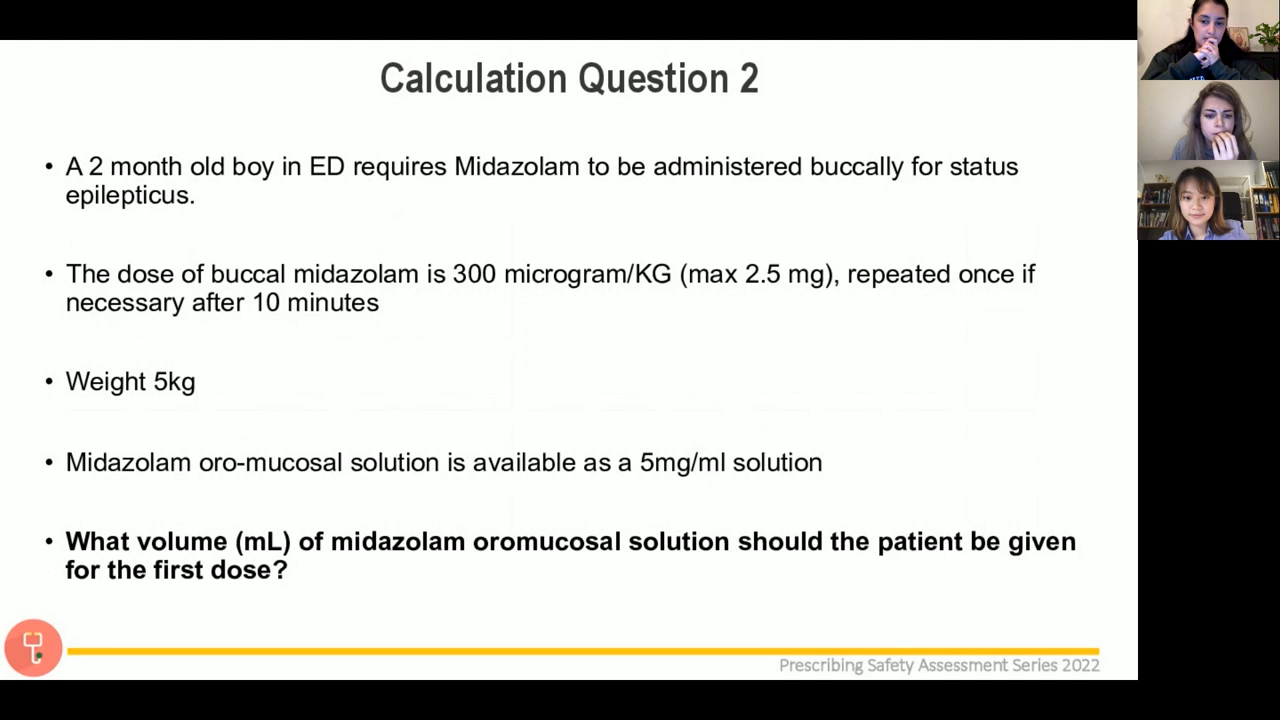 Calculation Question 2
• A 2 month old boy in ED requires Midazolam to be administered buccally for status
epilepticus.
• The dose of buccal midazolam is 300 microgram/KG (max 2.5 mg), repeated once if
necessary after 10 minutes
• Weight 5kg
• Midazolam oro-mucosal solution is available as a 5mg/ml solution
• What volume (mL) of midazolam oromucosal solution should the patient be given
for the first dose?
Prescribing Safety Assessment Series 2022